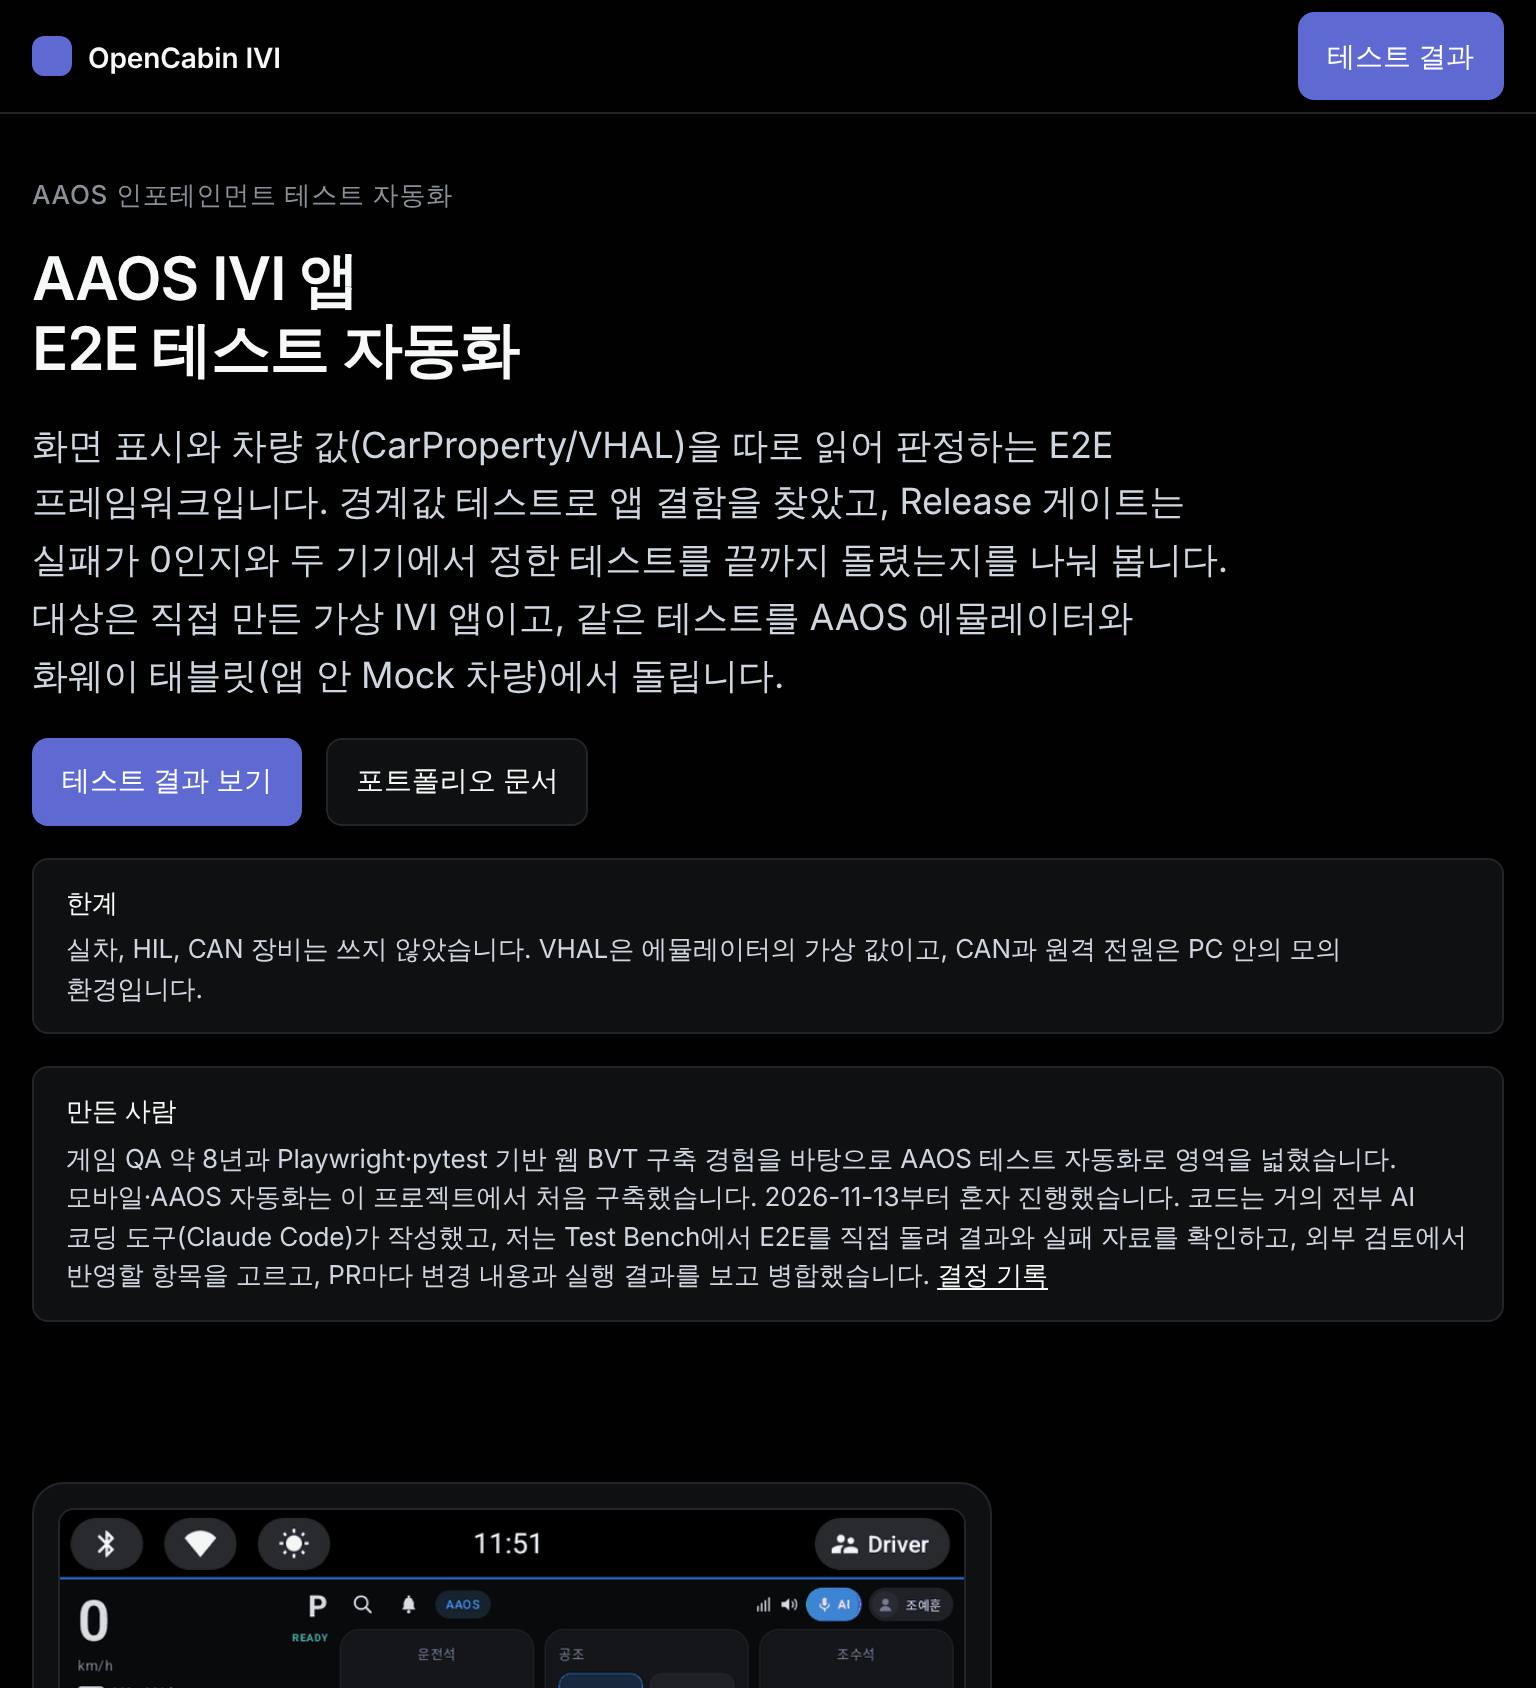 OpenCabin IVI
테스트 결과
AAOS 인포테인먼트 테스트 자동화
AAOS IVI 앱
E2E 테스트 자동화
화면 표시와 차량 값(CarProperty/VHAL)을 따로 읽어 판정하는 E2E
프레임워크입니다. 경계값 테스트로 앱 결함을 찾았고, Release 게이트는
실패가 0인지와 두 기기에서 정한 테스트를 끝까지 돌렸는지를 나눠 봅니다.
대상은 직접 만든 가상 IVI 앱이고, 같은 테스트를 AAOS 에뮬레이터와
화웨이 태블릿(앱 안 Mock 차량)에서 돌립니다.
테스트 결과 보기
포트폴리오 문서
한계
실차, HIL, CAN 장비는 쓰지 않았습니다. VHAL은 에뮬레이터의 가상 값이고, CAN과 원격 전원은 PC 안의 모의
환경입니다.
만든 사람
게임 QA 약 8년과 Playwright·pytest 기반 웹 BVT 구축 경험을 바탕으로 AAOS 테스트 자동화로 영역을 넓혔습니다.
모바일·AAOS 자동화는 이 프로젝트에서 처음 구축했습니다. 2026-11-13부터 혼자 진행했습니다. 코드는 거의 전부 AI
코딩 도구(Claude Code)가 작성했고, 저는 Test Bench에서 E2E를 직접 돌려 결과와 실패 자료를 확인하고, 외부 검토에서
반영할 항목을 고르고, PR마다 변경 내용과 실행 결과를 보고 병합했습니다. 결정 기록
11:51
Driver
0
P
AAOS
AI
조예훈
READY
km/h
운전석
공조
조수석